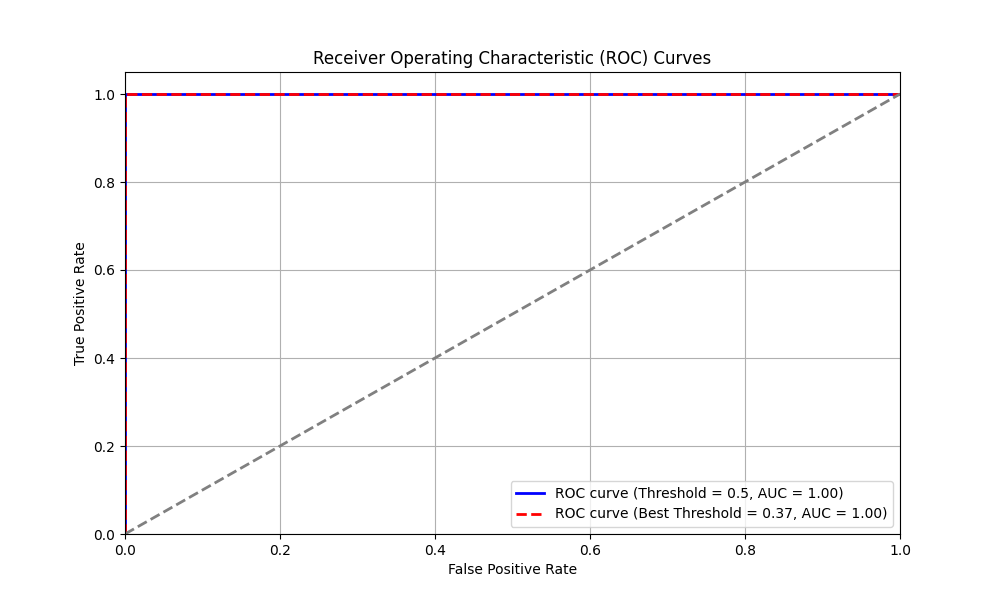 Receiver Operating Characteristic (ROC) Curves
True Positive Rate
1.0
0.8
0.6
0.4
0.2
0.0
0.0 0.2 0.4 0.6 0.8 1.0
False Positive Rate
ROC curve (Threshold = 0.5, AUC = 1.00)
ROC curve (Best Threshold = 0.37, AUC = 1.00)